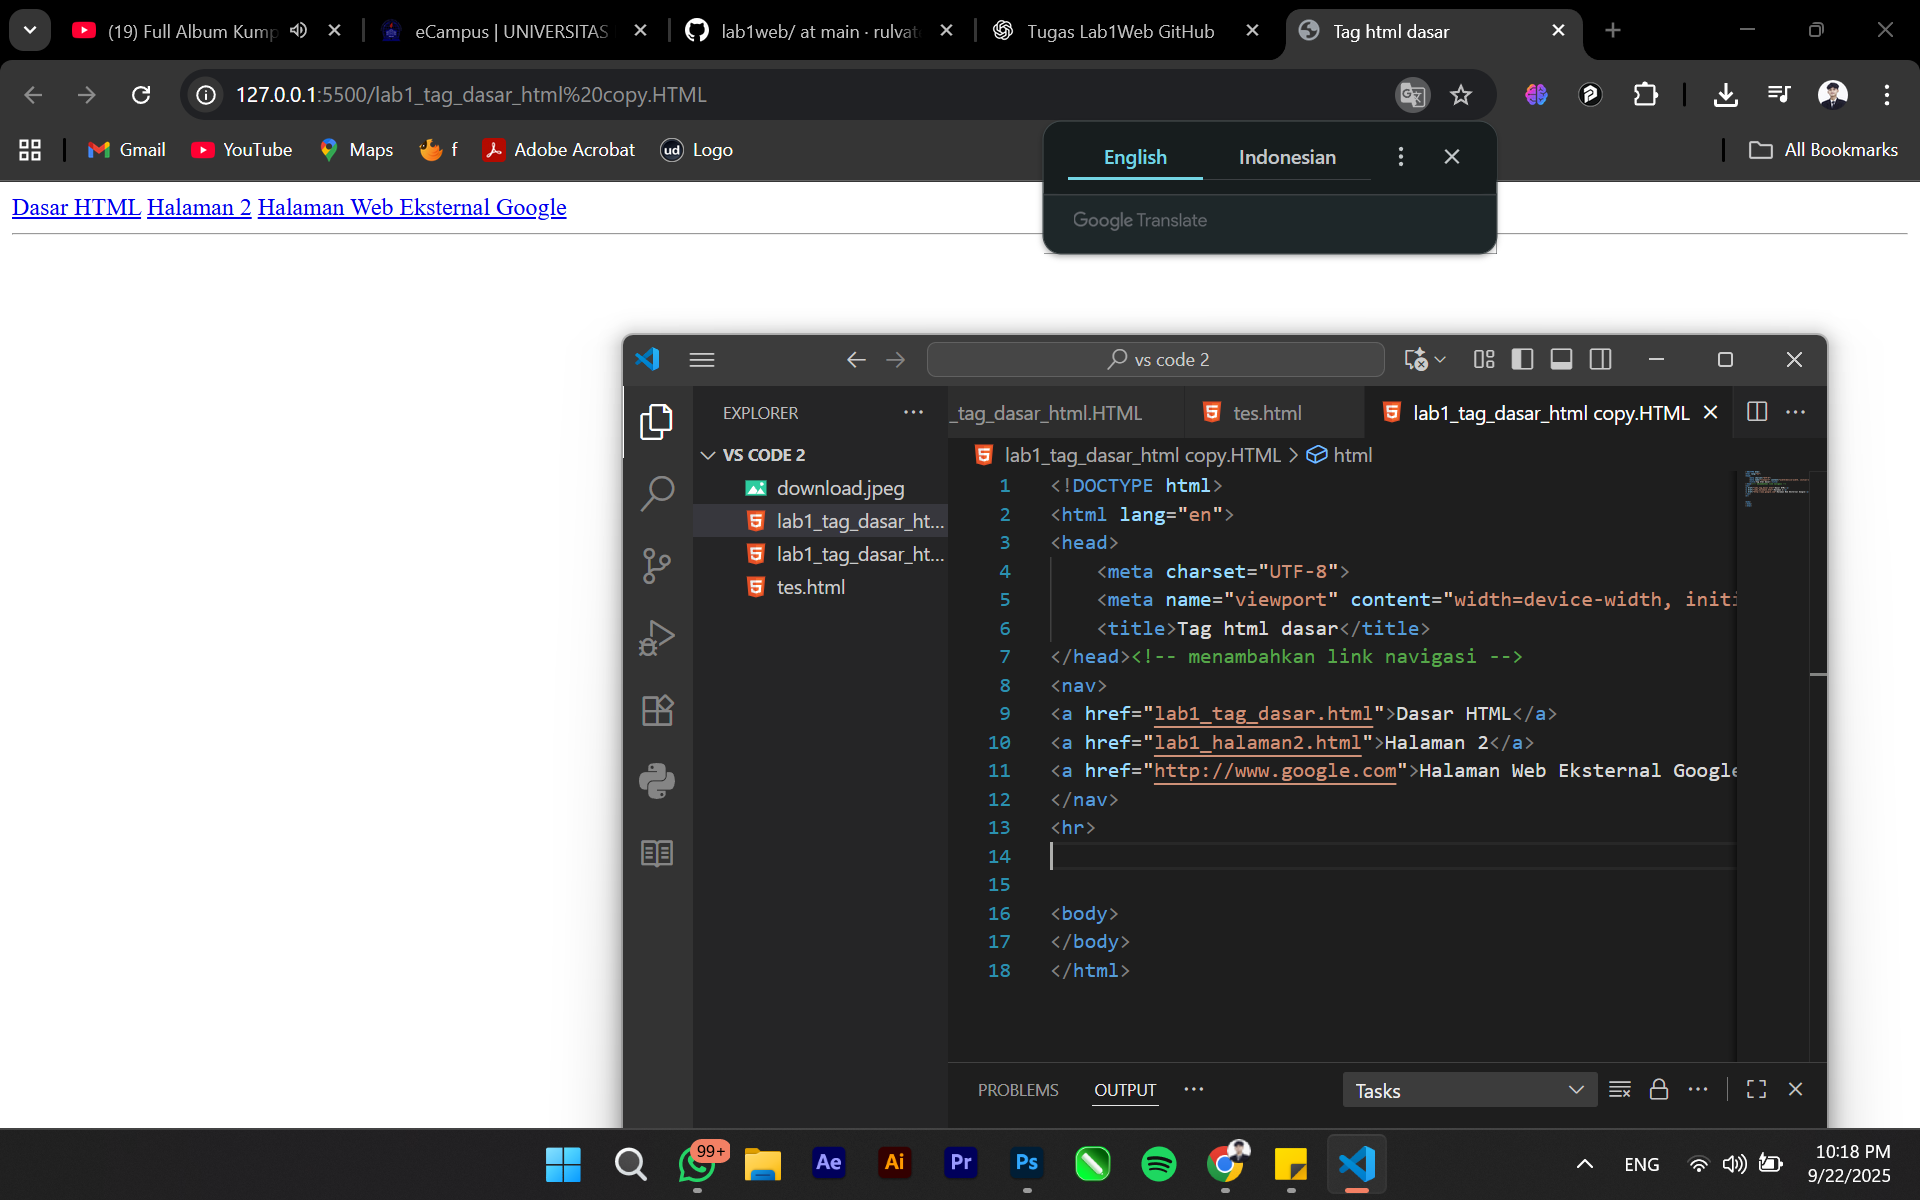 (19) Full Album Kump
eCampus | UNIVERSITAS
lab1web/ at main · rulvat
Tugas Lab1Web GitHub
Tag html dasar
127.0.0.1:5500/lab1_tag_dasar_html%20copy.HTML
Gmail
YouTube
Maps
f
Adobe Acrobat
ud
Logo
All Bookmarks
English
Indonesian
Google Translate
Dasar HTML Halaman 2 Halaman Web Eksternal Google
vs code 2
EXPLORER
_tag_dasar_html.HTML
tes.html
lab1_tag_dasar_html copy.HTML
VS CODE 2
lab1_tag_dasar_html copy.HTML > html
download.jpeg
lab1_tag_dasar_ht...
lab1_tag_dasar_ht...
tes.html
1 <!DOCTYPE html>
2 <html lang="en">
3 <head>
4 <meta charset="UTF-8">
5 <meta name="viewport" content="width=device-width, initi
6 <title>Tag html dasar</title>
7 </head><!-- menambahkan link navigasi -->
8 <nav>
9 <a href="lab1_tag_dasar.html">Dasar HTML</a>
10 <a href="lab1_halaman2.html">Halaman 2</a>
11 <a href="http://www.google.com">Halaman Web Eksternal Google
12 </nav>
13 <hr>
14
15
16 <body>
17 </body>
18 </html>
PROBLEMS
OUTPUT
Tasks
99+
Ae
Ai
Pr
Ps
ENG
10:18 PM
9/22/2025